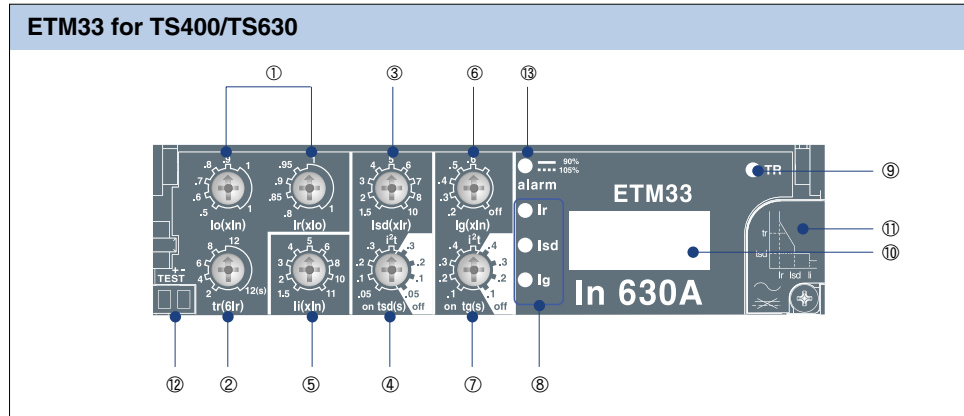 ETM33 for TS400/TS630
① ③ ⑥ ⑬
.5 .6 .7 .8 .9 1 1
Io(xIn)
.8 .85 .9 .95 1 1
Ir(xIo)
1.5 2 3 4 5 6 7 8 10
Isd(xIr)
.2 .3 .4 .5 .6 off
Ig(xIn)
90%
105%
alarm
Ir
Isd
Ig
ETM33
In 630A
TR
⑨
⑪
⑩
tr
isd
Ir Isd Ii
+-
TEST
2 4 6 8 12 12(s)
tr(6Ir)
1.5 2 3 4 5 6 8 10 11
Ii(xIn)
i²t
.05 .1 .2 .3 .3 .2 .1 .05
on tsd(s) off
i²t
.1 .2 .3 .4 .4 .2 .1
on tg(s) off
⑫ ② ⑤ ④ ⑦ ⑧